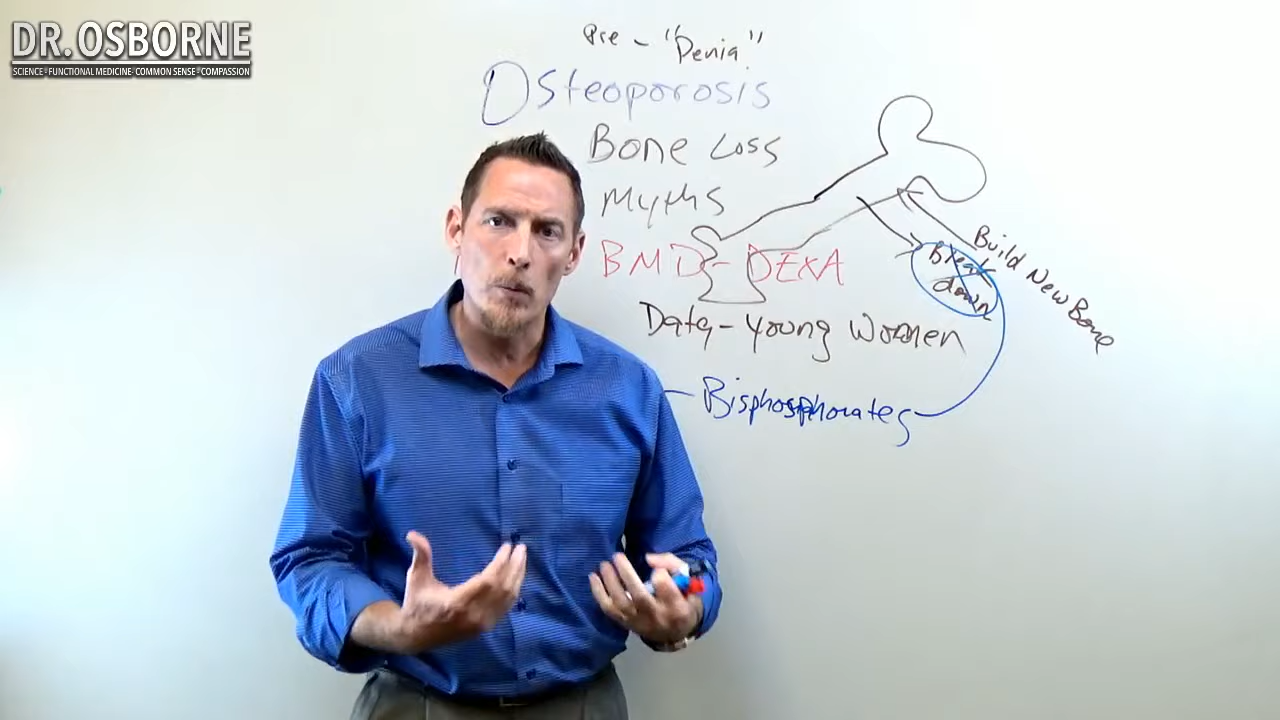 DR. OSBORNE
SCIENCE - FUNCTIONAL MEDICINE - COMMON SENSE - COMPASSION
Pre - "Penia"
Osteoporosis
Bone Loss
Myths
BMD - DEXA
Build New Bone
Break
down
Data - Young Women
- Bisphosphonates